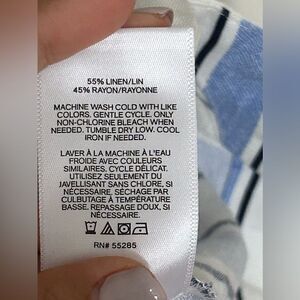 55% LINEN/LIN
45% RAYON/RAYONNE
MACHINE WASH COLD WITH LIKE
COLORS. GENTLE CYCLE. ONLY
NON-CHLORINE BLEACH WHEN
NEEDED. TUMBLE DRY LOW. COOL
IRON IF NEEDED.
LAVER À LA MACHINE À L'EAU
FROIDE AVEC COULEURS
SIMILAIRES. CYCLE DÉLICAT.
UTILISEZ SEULEMENT DU
JAVELLISANT SANS CHLORE, SI
NÉCESSAIRE. SÉCHAGE PAR
CULBUTAGE À TEMPÉRATURE
BASSE. REPASSAGE DOUX, SI
NÉCESSAIRE.
RN# 55285